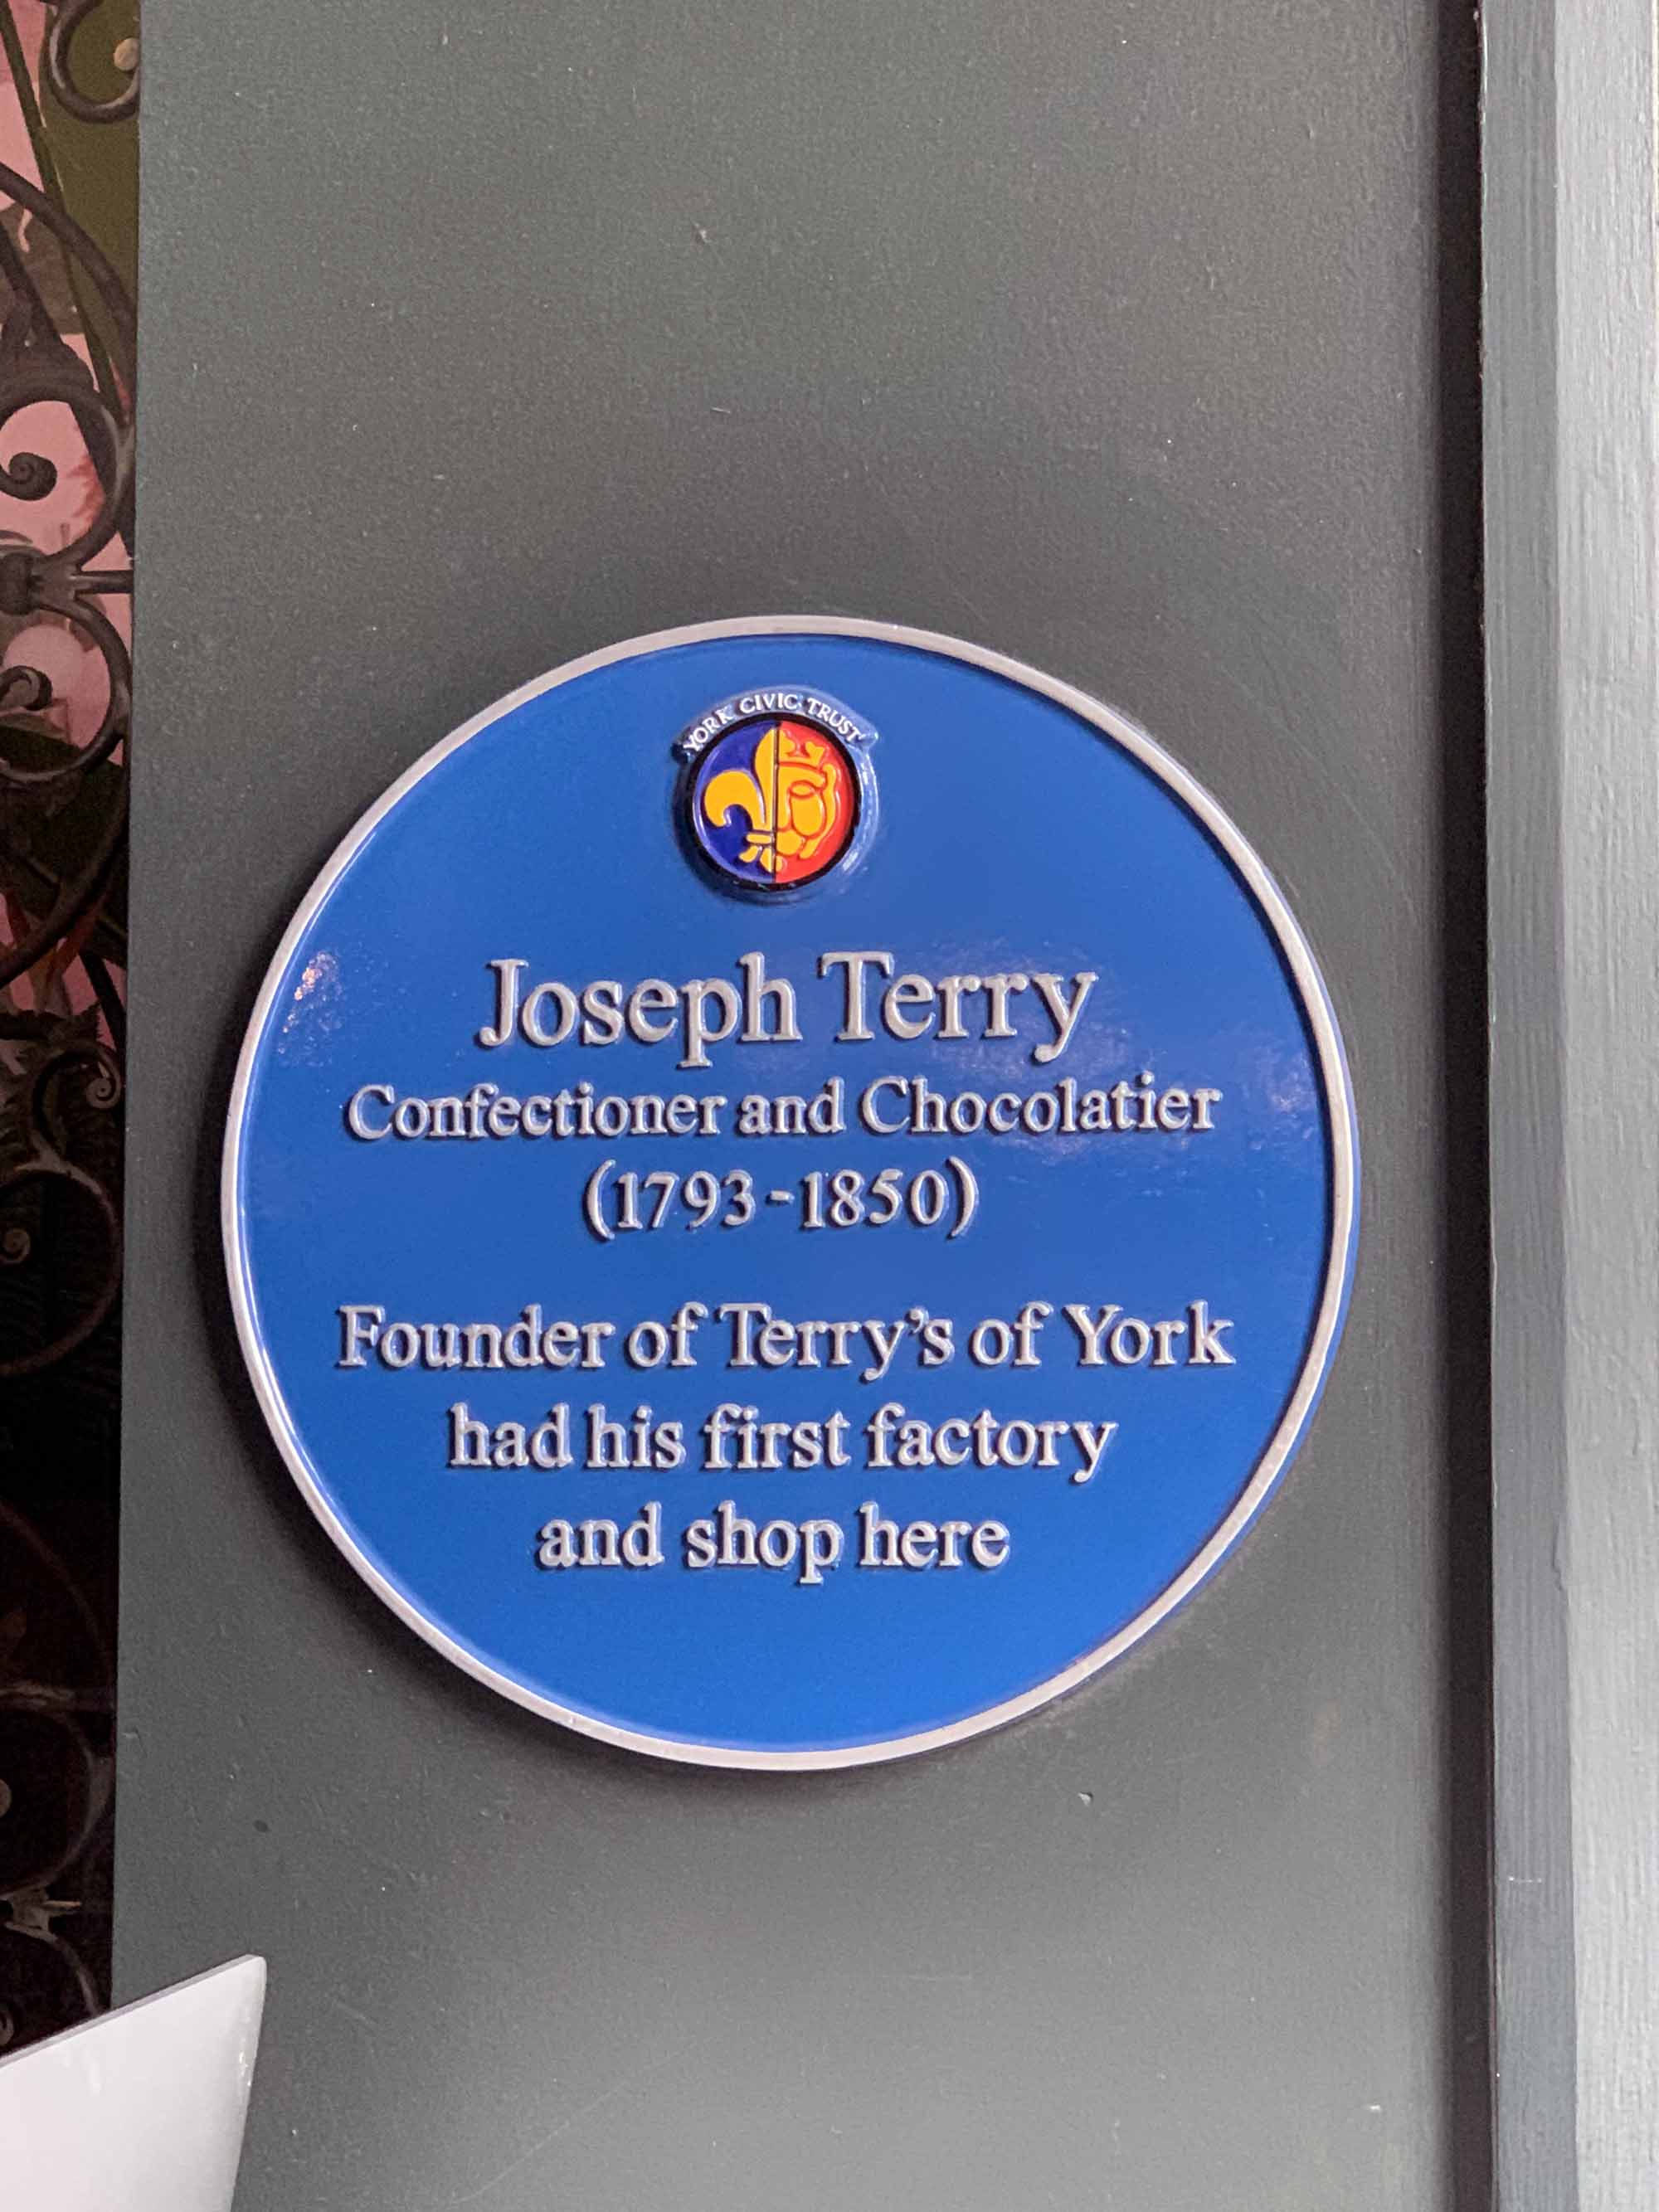 YORK CIVIC TRUST
Joseph Terry
Confectioner and Chocolatier
(1793-1850)
Founder of Terry's of York
had his first factory
and shop here